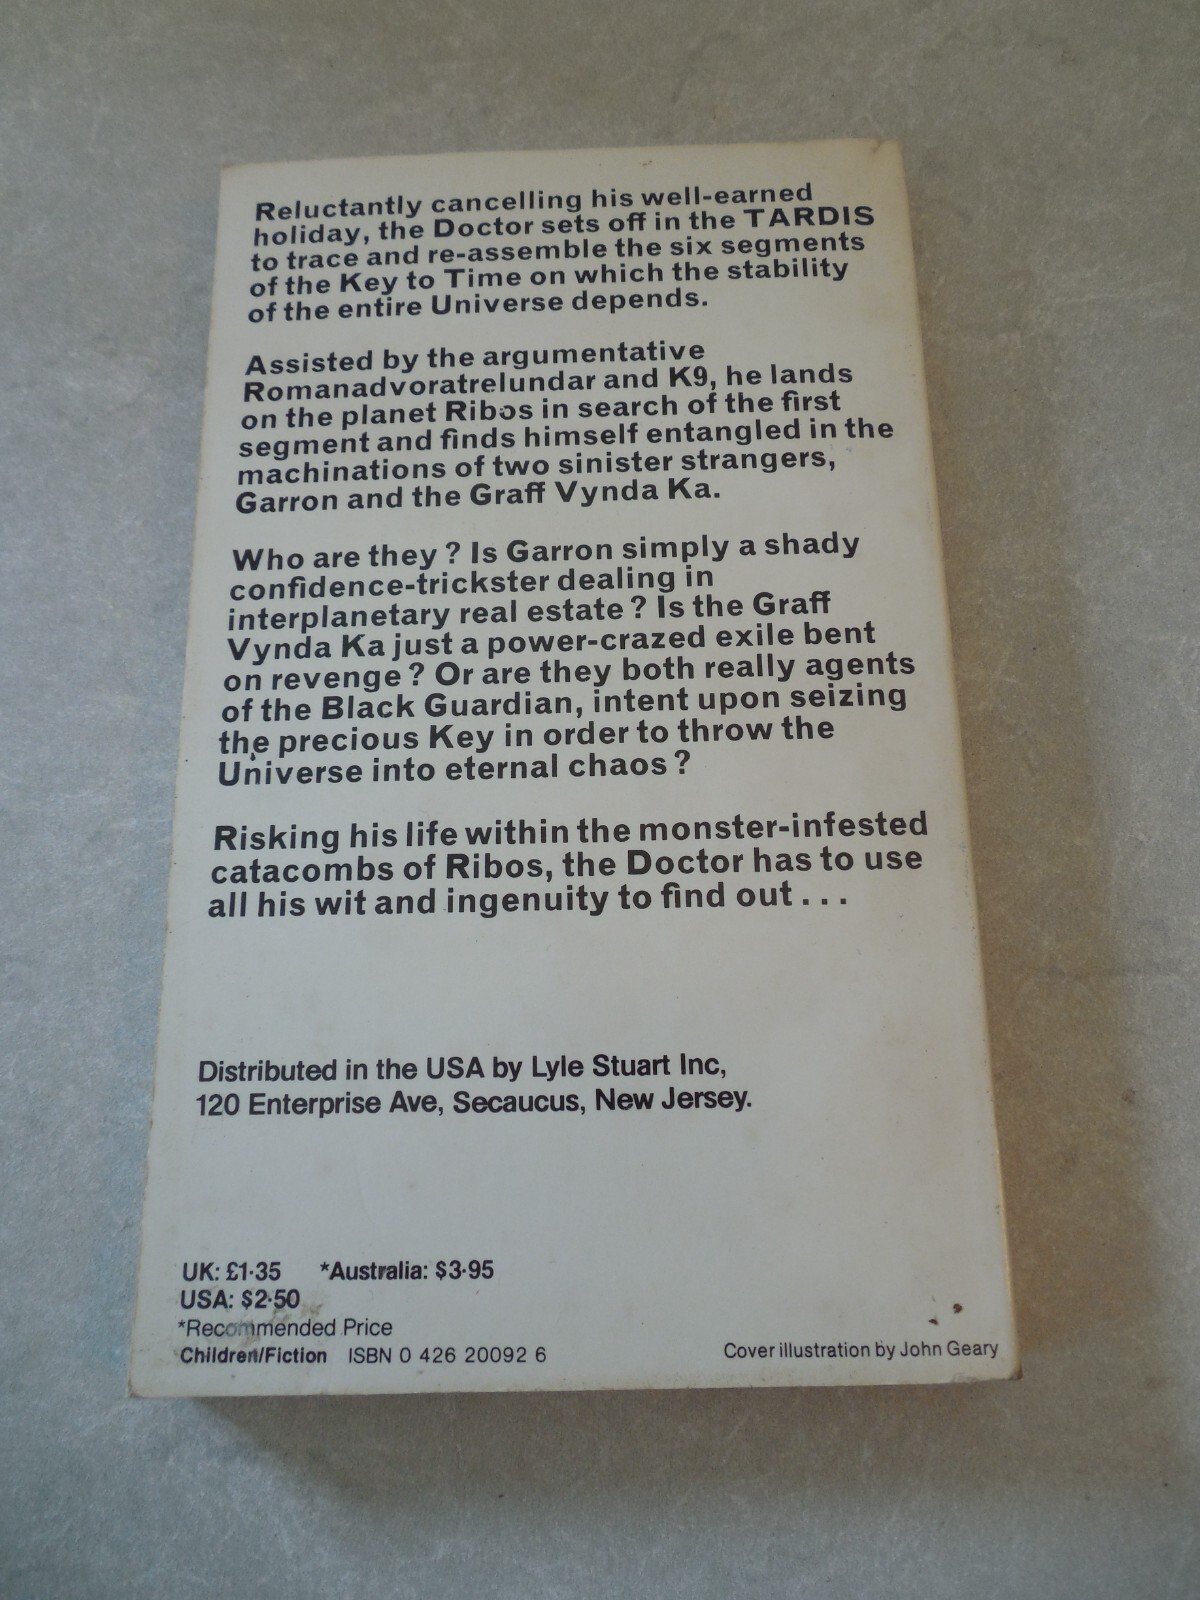 Reluctantly cancelling his well-earned
holiday, the Doctor sets off in the TARDIS
to trace and re-assemble the six segments
of the Key to Time on which the stability
of the entire Universe depends.
Assisted by the argumentative
Romanadvoratrelundar and K9, he lands
on the planet Ribos in search of the first
segment and finds himself entangled in the
machinations of two sinister strangers,
Garron and the Graff Vynda Ka.
Who are they ? Is Garron simply a shady
confidence-trickster dealing in
interplanetary real estate ? Is the Graff
Vynda Ka just a power-crazed exile bent
on revenge ? Or are they both really agents
of the Black Guardian, intent upon seizing
the precious Key in order to throw the
Universe into eternal chaos ?
Risking his life within the monster-infested
catacombs of Ribos, the Doctor has to use
all his wit and ingenuity to find out . . .
Distributed in the USA by Lyle Stuart Inc,
120 Enterprise Ave, Secaucus, New Jersey.
UK: £1·35 *Australia: $3·95
USA: $2·50
*Recommended Price
Children/Fiction ISBN 0 426 20092 6
Cover illustration by John Geary